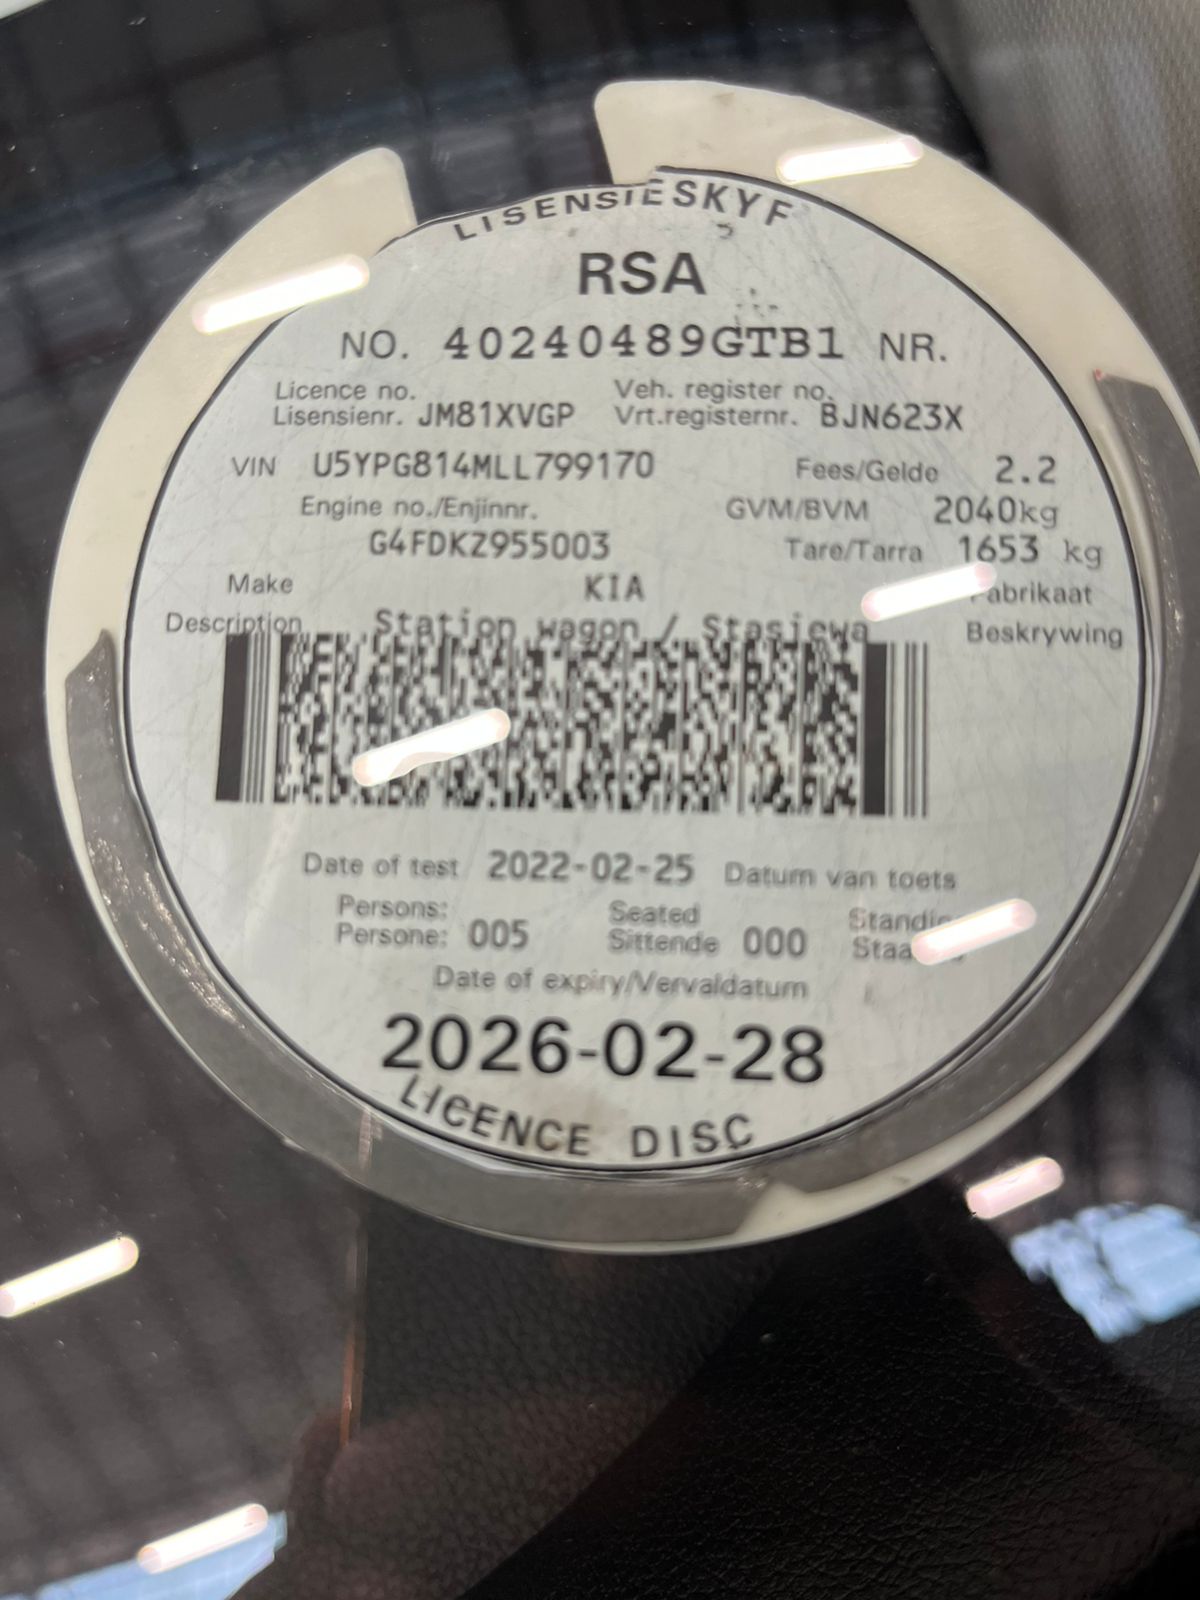 LISENSIESKYF
RSA
NO. 40240489GTB1 NR.
Licence no. Veh. register no.
Lisensienr. JM81XVGP Vrt.registernr. BJN623X
VIN U5YPG814MLL799170 Fees/Gelde 2.2
Engine no./Enjinnr. GVM/BVM 2040kg
G4FDKZ955003 Tare/Tarra 1653 kg
Make KIA
Description Station wagon / Stasiewa Beskrywing
Date of test 2022-02-25 Datum van toets
Persons: Seated
Persone: 005 Sittende 000
Date of expiry/Vervaldatum
2026-02-28
LICENCE DISC